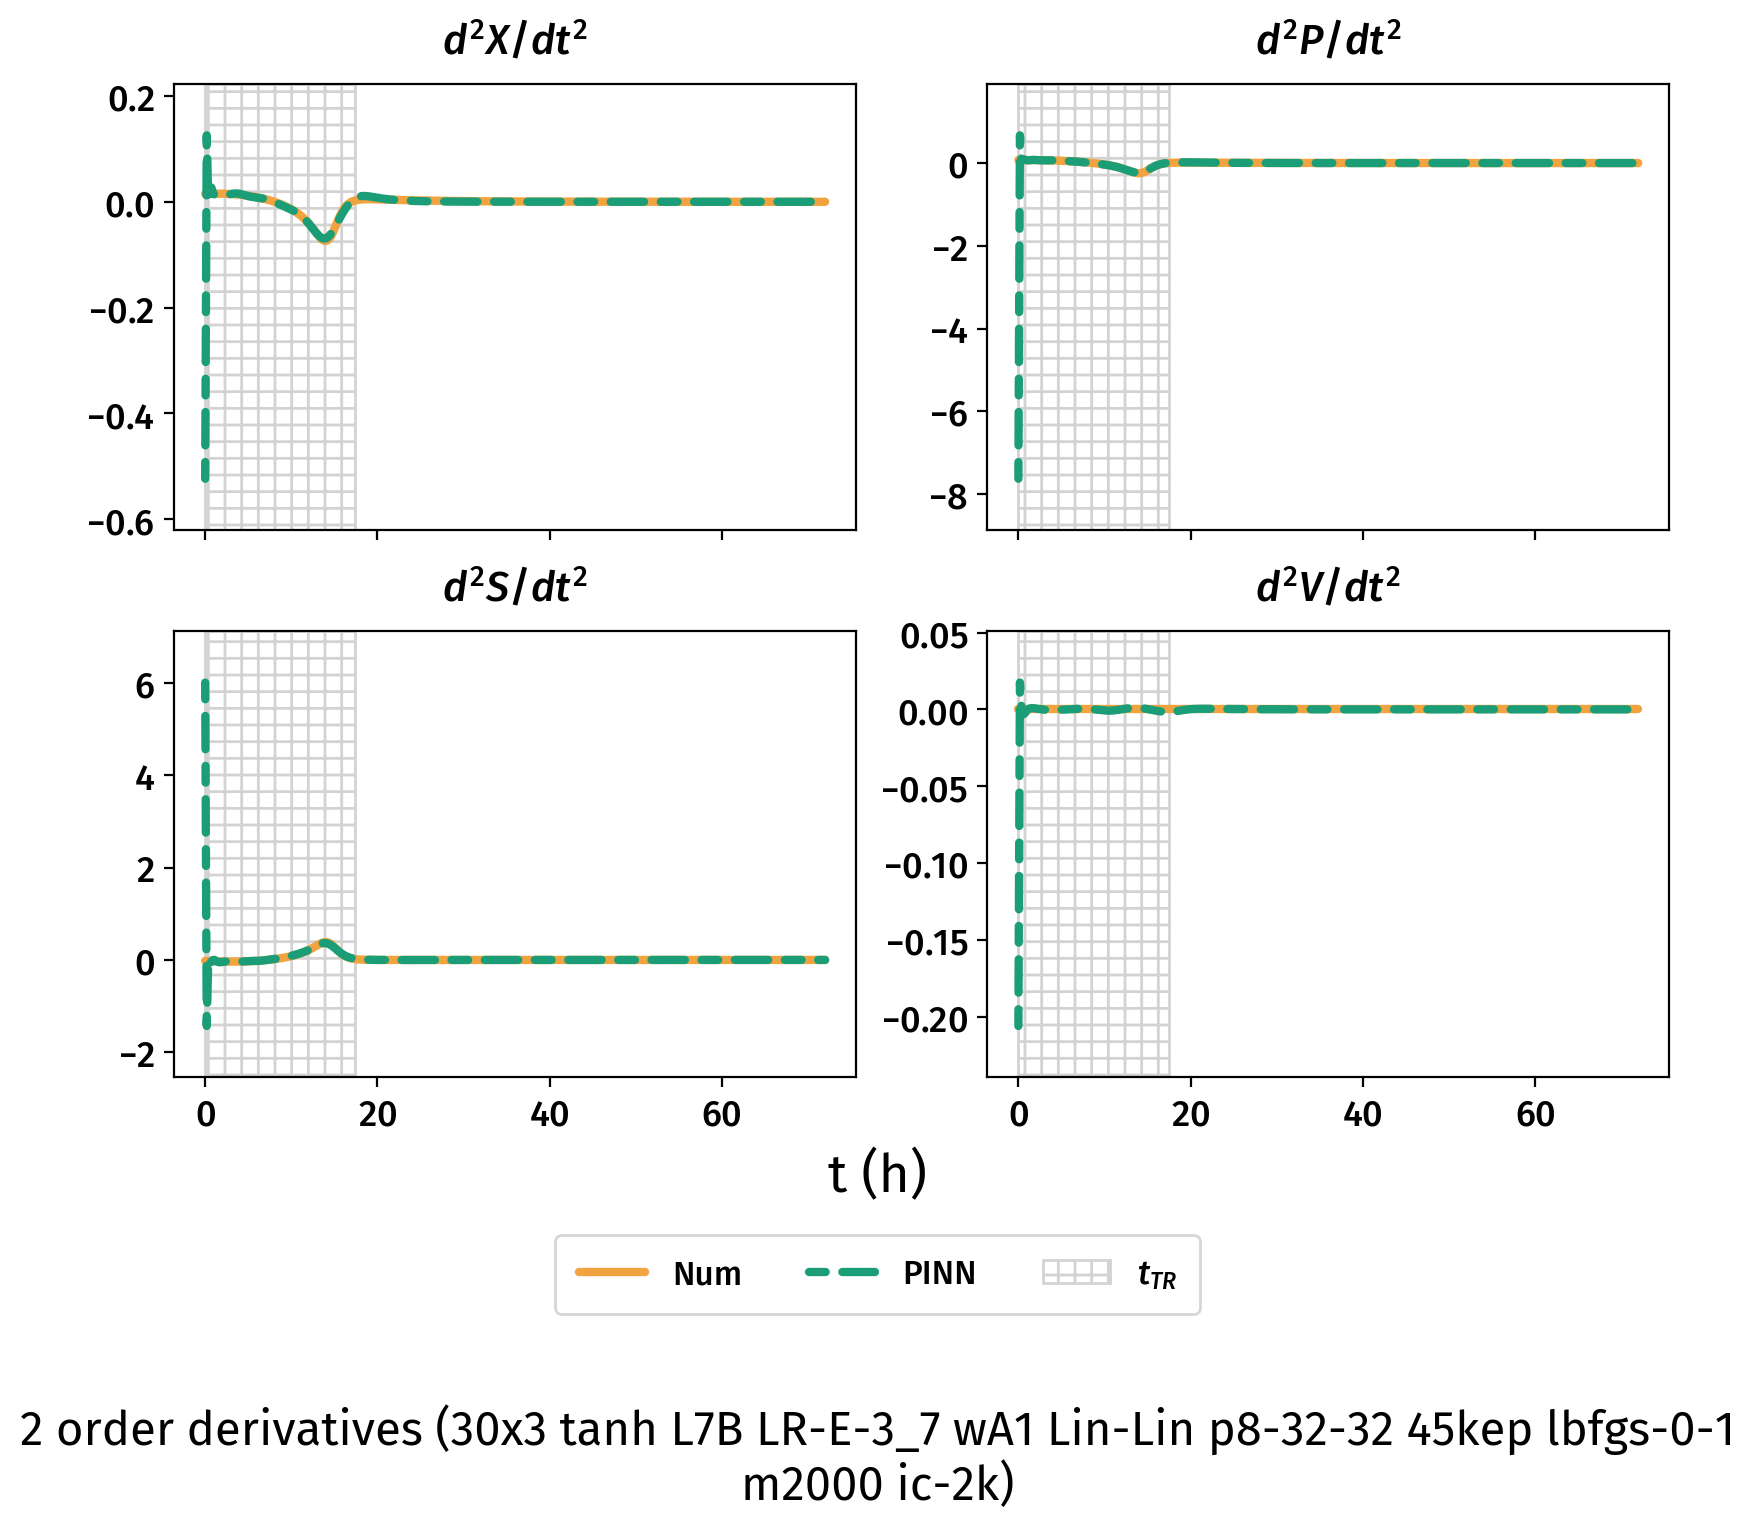 d²X/dt²
d²P/dt²
0.2
0.0
−0.2
−0.4
−0.6
0
−2
−4
−6
−8
d²S/dt²
d²V/dt²
6
4
2
0
−2
0.05
0.00
−0.05
−0.10
−0.15
−0.20
0 20 40 60
0 20 40 60
t (h)
Num PINN t_TR
2 order derivatives (30x3 tanh L7B LR-E-3_7 wA1 Lin-Lin p8-32-32 45kep lbfgs-0-1
m2000 ic-2k)